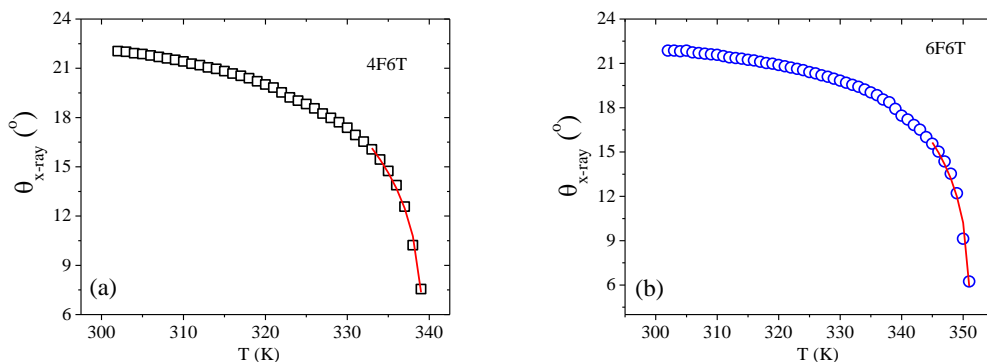 24
21
18
15
12
9
6
θx-ray (°)
4F6T
(a)
300 310 320 330 340
T (K)
24
21
18
15
12
9
6
θx-ray (°)
6F6T
(b)
300 310 320 330 340 350
T (K)